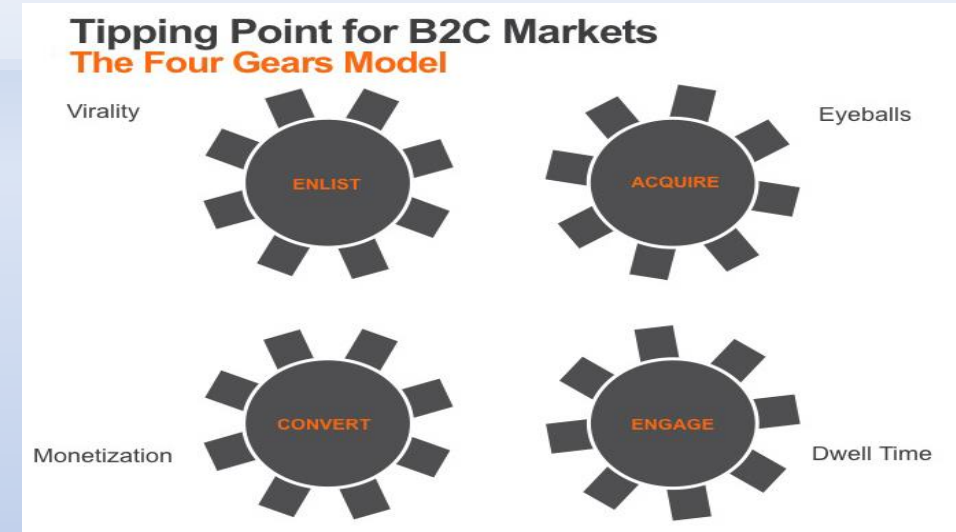 Tipping Point for B2C Markets
The Four Gears Model
Virality
ENLIST
ACQUIRE
Eyeballs
Monetization
CONVERT
ENGAGE
Dwell Time